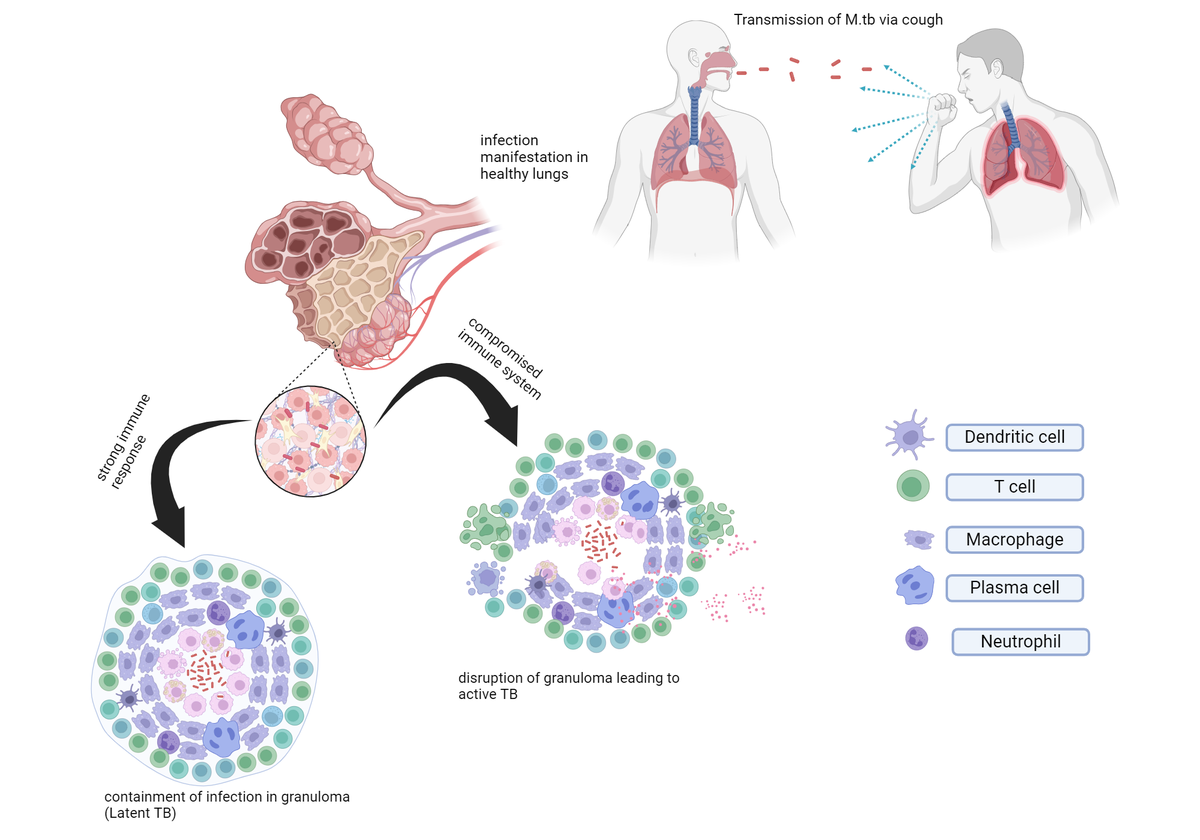 Transmission of M.tb via cough
infection
manifestation in
healthy lungs
compromised
immune system
strong immune
response
Dendritic cell
T cell
Macrophage
Plasma cell
Neutrophil
disruption of granuloma leading to
active TB
containment of infection in granuloma
(Latent TB)